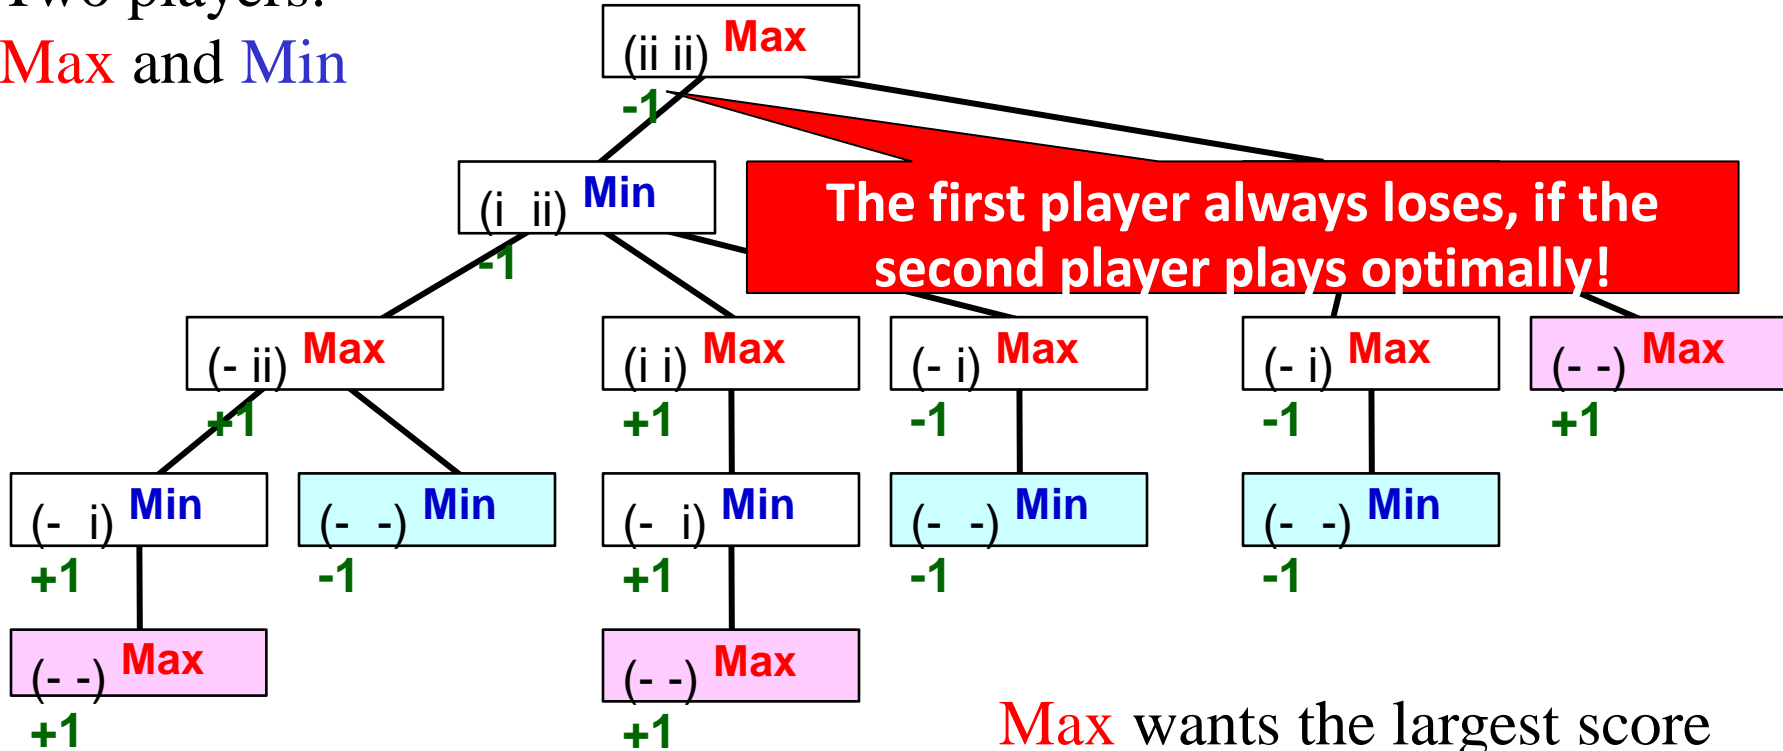 Two players:
Max and Min
(ii ii) Max
-1
(i ii) Min
-1
The first player always loses, if the
second player plays optimally!
(- ii) Max
+1
(i i) Max
+1
(- i) Max
-1
(- i) Max
-1
(- -) Max
+1
(- i) Min
+1
(- -) Min
-1
(- i) Min
+1
(- -) Min
-1
(- -) Min
-1
(- -) Max
+1
(- -) Max
+1
Max wants the largest score